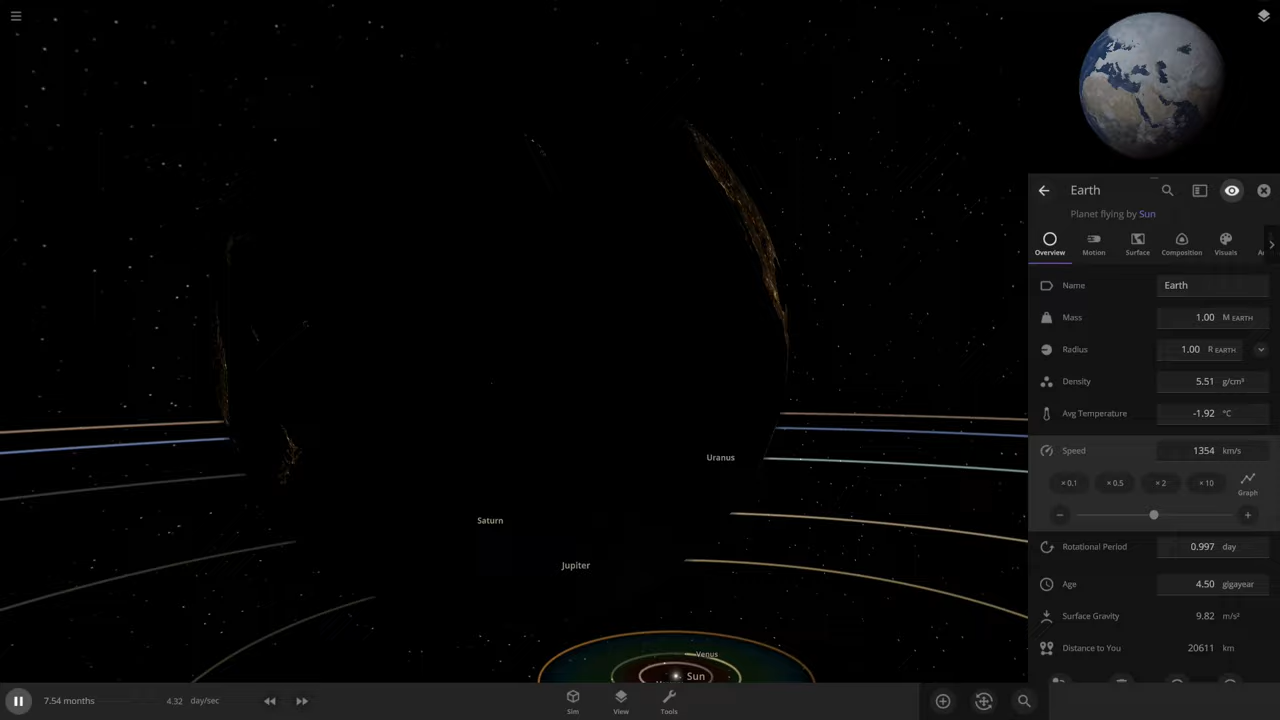 Earth
Planet flying by Sun
Overview
Motion
Surface
Composition
Visuals
Name
Earth
Mass
1.00 M EARTH
Radius
1.00 R EARTH
Density
5.51 g/cm³
Avg Temperature
-1.92 °C
Speed
1354 km/s
× 0.1
× 0.5
× 2
× 10
Graph
Rotational Period
0.997 day
Age
4.50 gigayear
Surface Gravity
9.82 m/s²
Distance to You
20611 km
Uranus
Saturn
Jupiter
Venus
Sun
7.54 months
4.32 day/sec
Sim
View
Tools